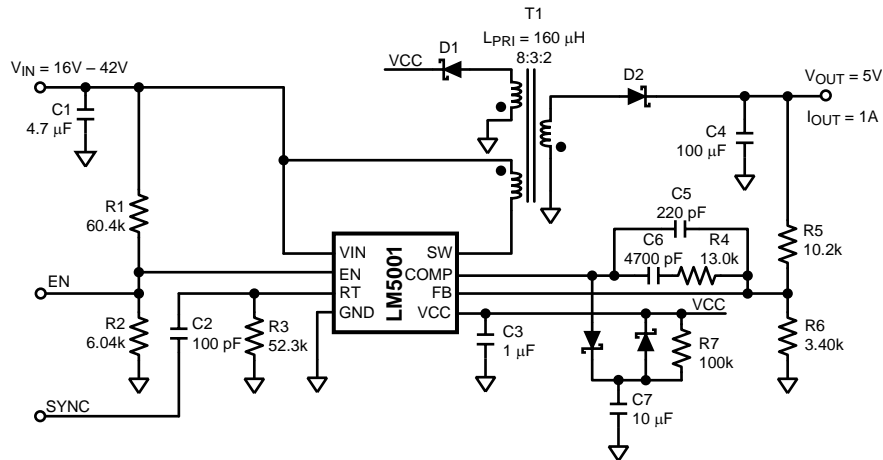 T1
LPRI = 160 μH
8:3:2
D1
VCC
VIN = 16V – 42V
C1
4.7 μF
D2
VOUT = 5V
IOUT = 1A
C4
100 μF
R1
60.4k
C5
220 pF
C6
4700 pF
R4
13.0k
R5
10.2k
LM5001
VIN
EN
RT
GND
SW
COMP
FB
VCC
EN
VCC
R2
6.04k
C2
100 pF
R3
52.3k
C3
1 μF
R7
100k
R6
3.40k
C7
10 μF
SYNC